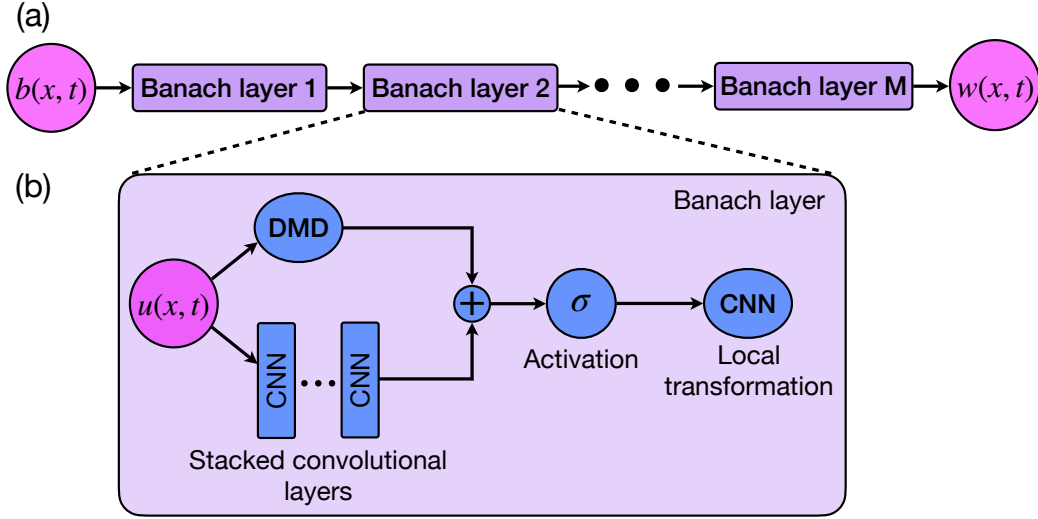 (a)
b(x, t)
Banach layer 1
Banach layer 2
Banach layer M
w(x, t)
(b)
Banach layer
DMD
u(x, t)
+
σ
CNN
CNN
...
CNN
Activation
Local
transformation
Stacked convolutional
layers